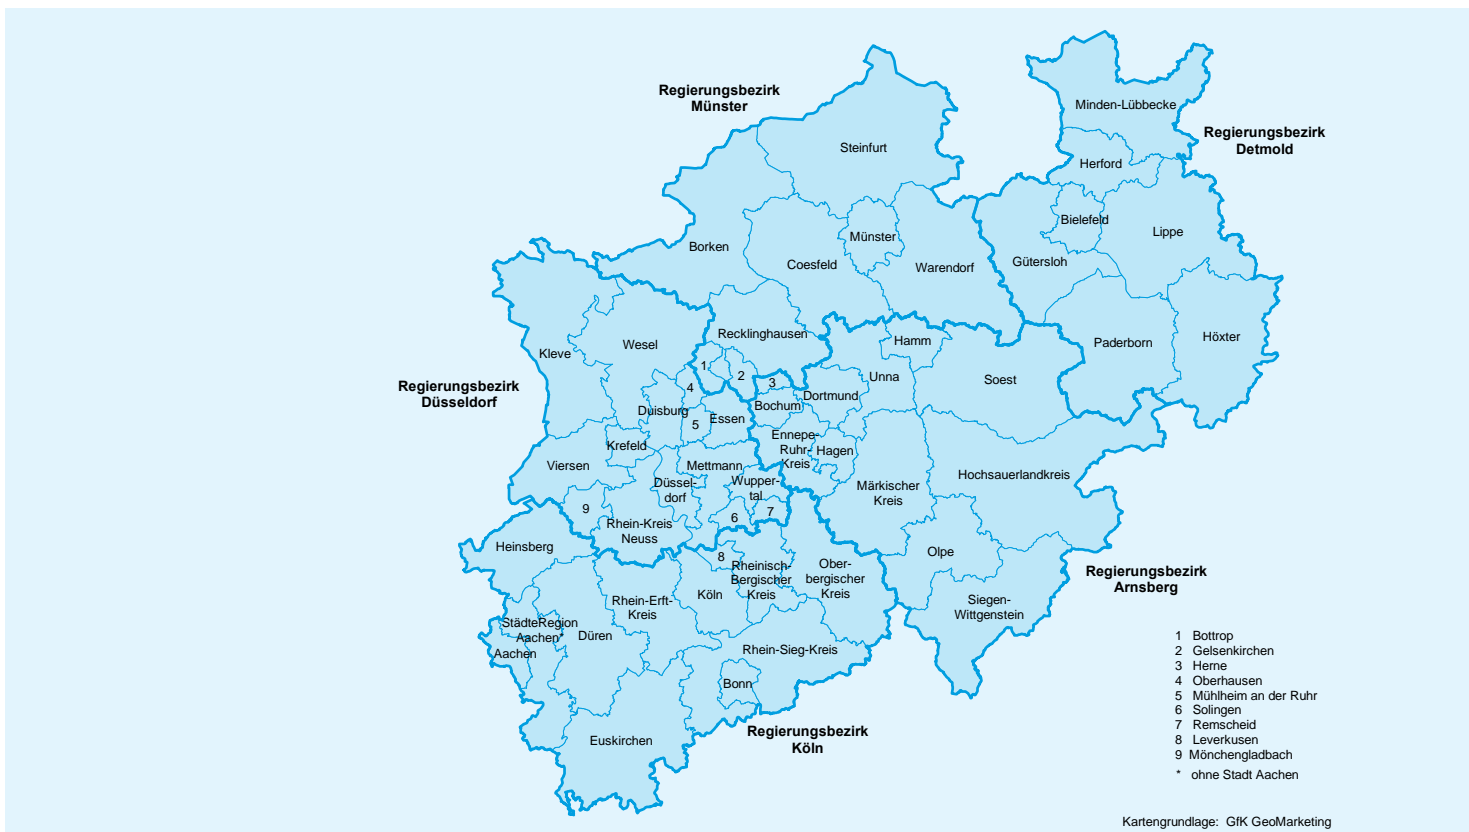 Regierungsbezirk
Münster
Minden-Lübbecke
Regierungsbezirk
Detmold
Steinfurt
Herford
Bielefeld
Lippe
Münster
Borken
Coesfeld
Warendorf
Gütersloh
Recklinghausen
Hamm
Paderborn
Höxter
Wesel
Kleve
1
2
3
4
Unna
Soest
Regierungsbezirk
Düsseldorf
Dortmund
Bochum
Duisburg
Essen
5
Krefeld
Ennepe-
Ruhr-
Kreis
Hagen
Viersen
Mettmann
Hochsauerlandkreis
Düssel-
dorf
Wupper-
tal
Märkischer
Kreis
9
6
7
Rhein-Kreis
Neuss
Heinsberg
8
Rheinisch-
Bergischer
Kreis
Ober-
bergischer
Kreis
Olpe
Regierungsbezirk
Arnsberg
Köln
Rhein-Erft-
Kreis
Siegen-
Wittgenstein
StädteRegion
Aachen*
Düren
Aachen
Rhein-Sieg-Kreis
Bonn
Euskirchen
Regierungsbezirk
Köln
1 Bottrop
2 Gelsenkirchen
3 Herne
4 Oberhausen
5 Mühlheim an der Ruhr
6 Solingen
7 Remscheid
8 Leverkusen
9 Mönchengladbach
* ohne Stadt Aachen
Kartengrundlage: GfK GeoMarketing